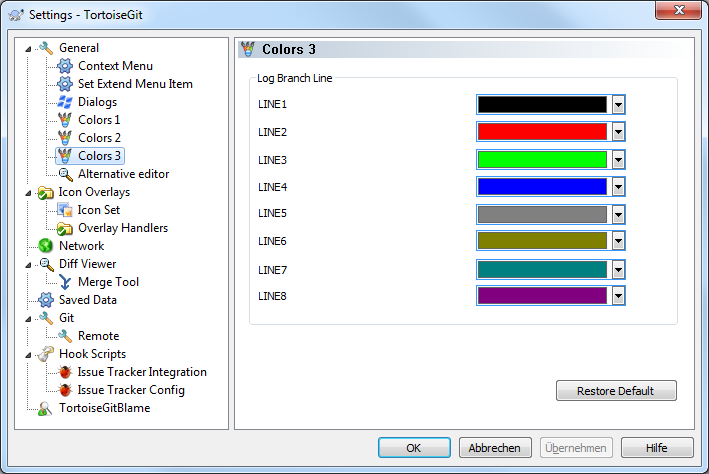 Settings - TortoiseGit
General
Context Menu
Set Extend Menu Item
Dialogs
Colors 1
Colors 2
Colors 3
Alternative editor
Icon Overlays
Icon Set
Overlay Handlers
Network
Diff Viewer
Merge Tool
Saved Data
Git
Remote
Hook Scripts
Issue Tracker Integration
Issue Tracker Config
TortoiseGitBlame
Colors 3
Log Branch Line
LINE1
LINE2
LINE3
LINE4
LINE5
LINE6
LINE7
LINE8
Restore Default
OK Abbrechen Übernehmen Hilfe